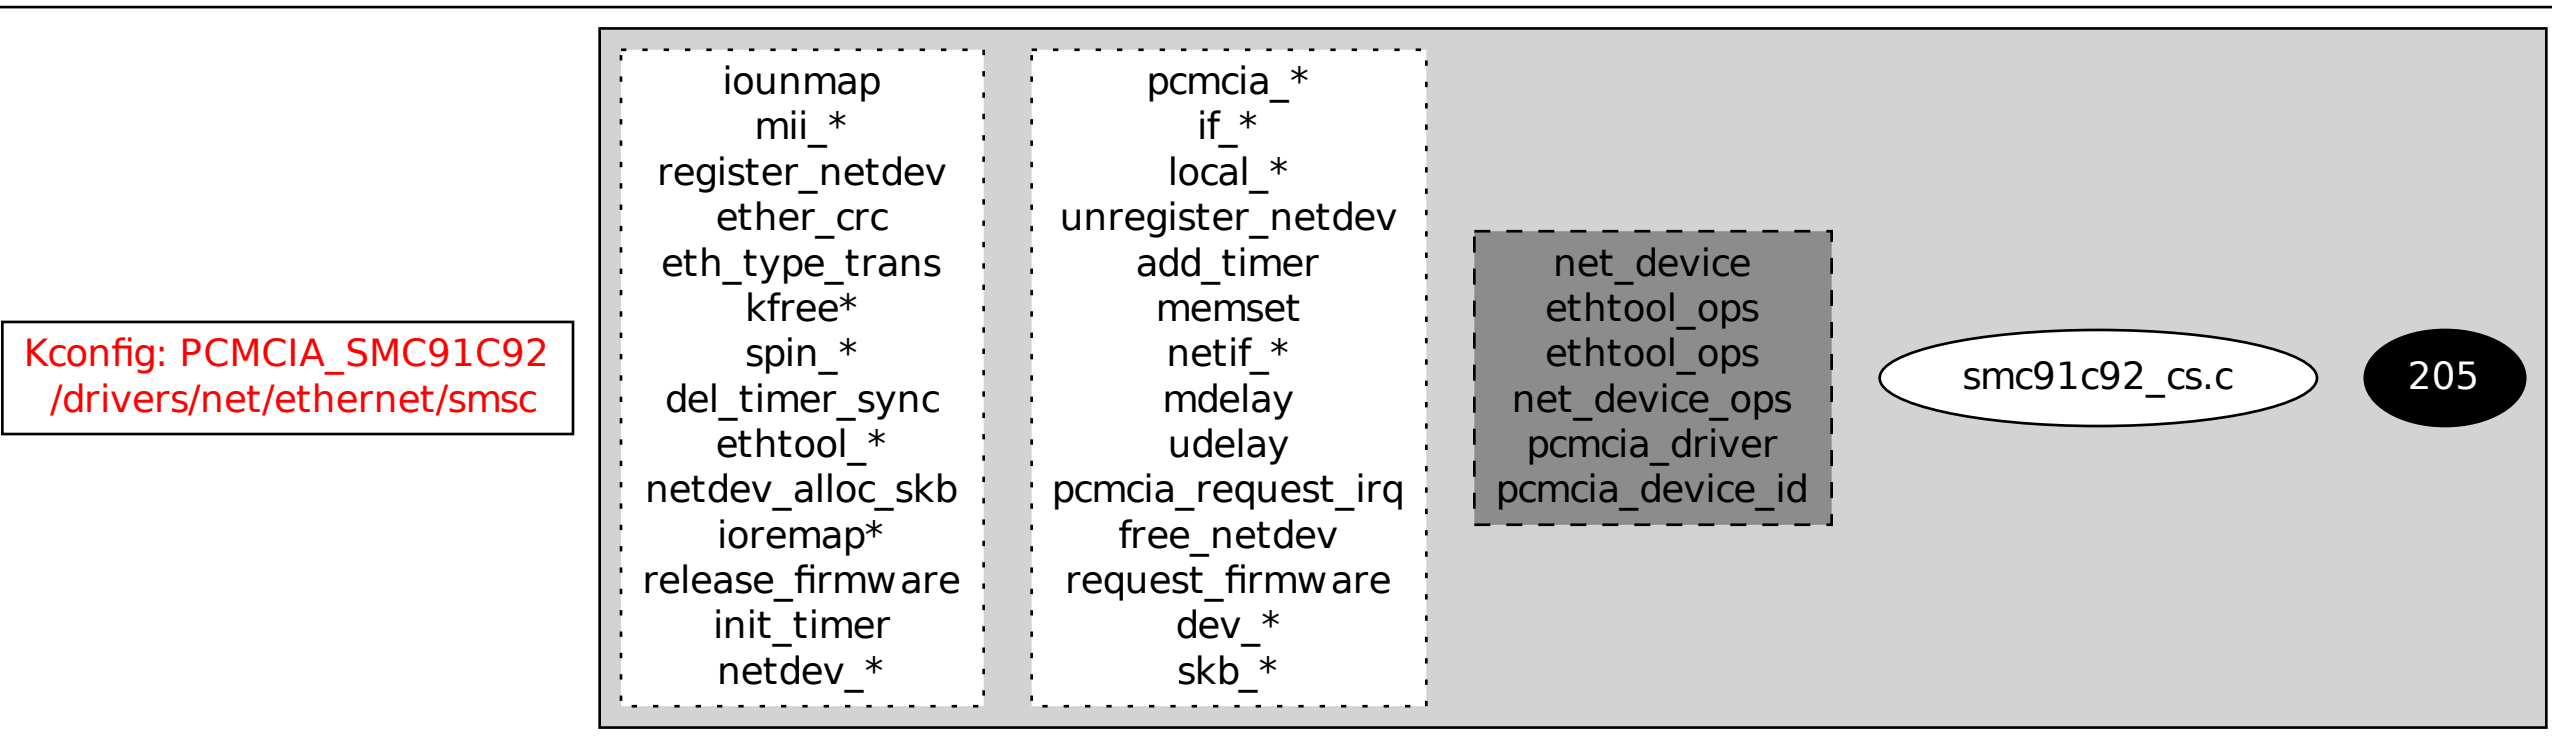 Kconfig: PCMCIA_SMC91C92
/drivers/net/ethernet/smsc
iounmap
mii_*
register_netdev
ether_crc
eth_type_trans
kfree*
spin_*
del_timer_sync
ethtool_*
netdev_alloc_skb
ioremap*
release_firmware
init_timer
netdev_*
pcmcia_*
if_*
local_*
unregister_netdev
add_timer
memset
netif_*
mdelay
udelay
pcmcia_request_irq
free_netdev
request_firmware
dev_*
skb_*
net_device
ethtool_ops
ethtool_ops
net_device_ops
pcmcia_driver
pcmcia_device_id
smc91c92_cs.c
205